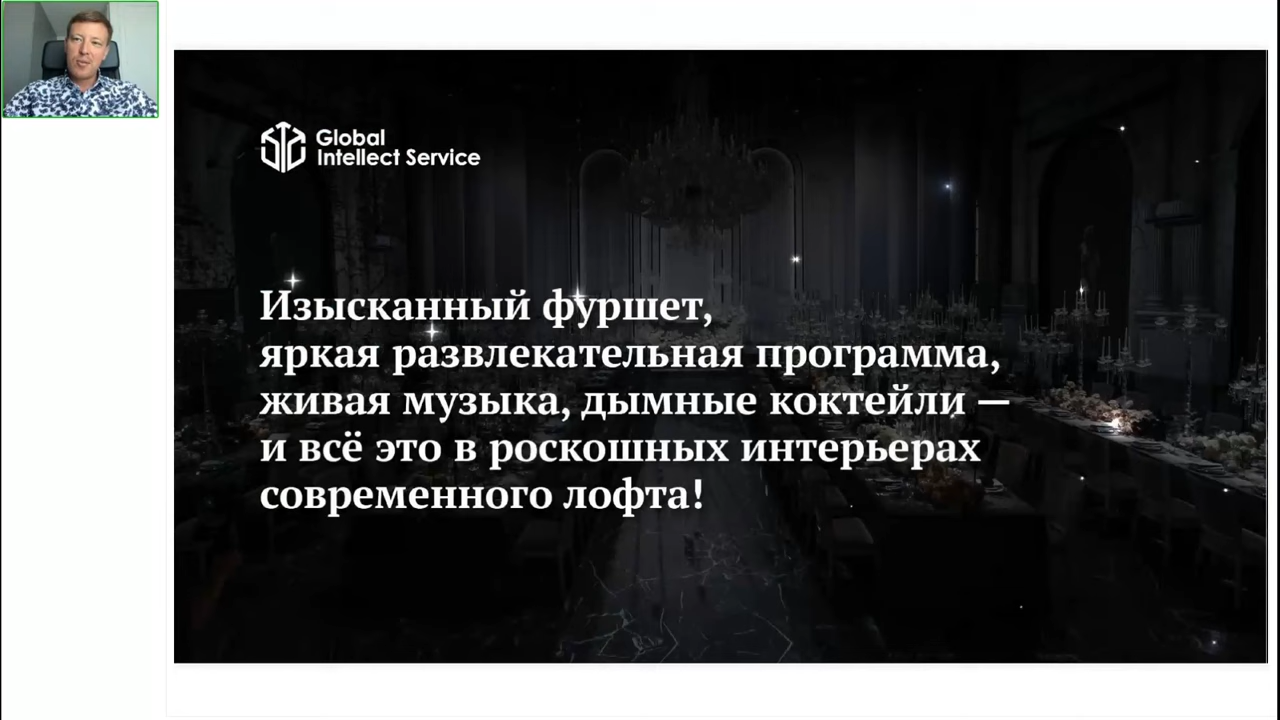 Global
Intellect Service
Изысканный фуршет,
яркая развлекательная программа,
живая музыка, дымные коктейли —
и всё это в роскошных интерьерах
современного лофта!